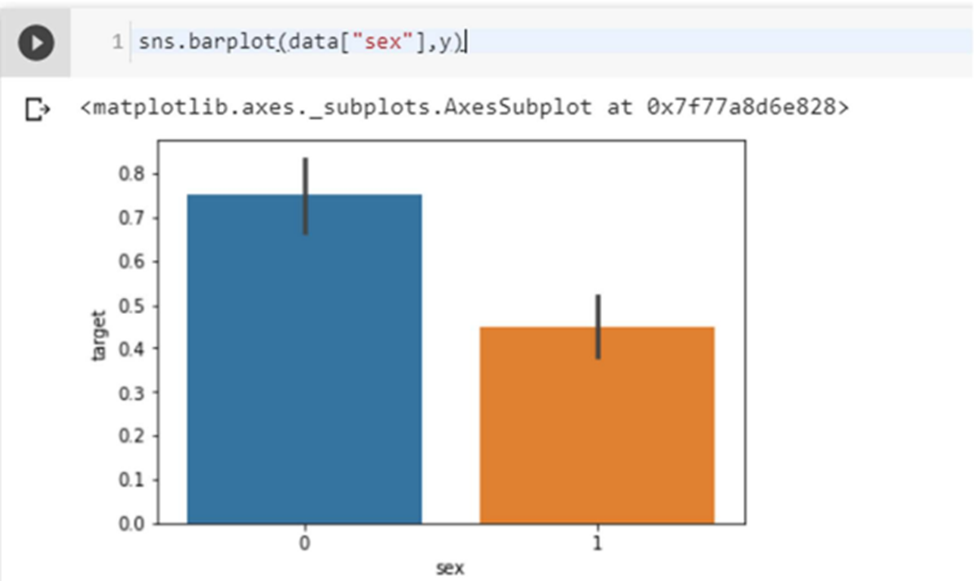 1 sns.barplot(data["sex"],y)
<matplotlib.axes._subplots.AxesSubplot at 0x7f77a8d6e828>
0.8
0.7
0.6
0.5
0.4
0.3
0.2
0.1
0.0
target
0 1
sex